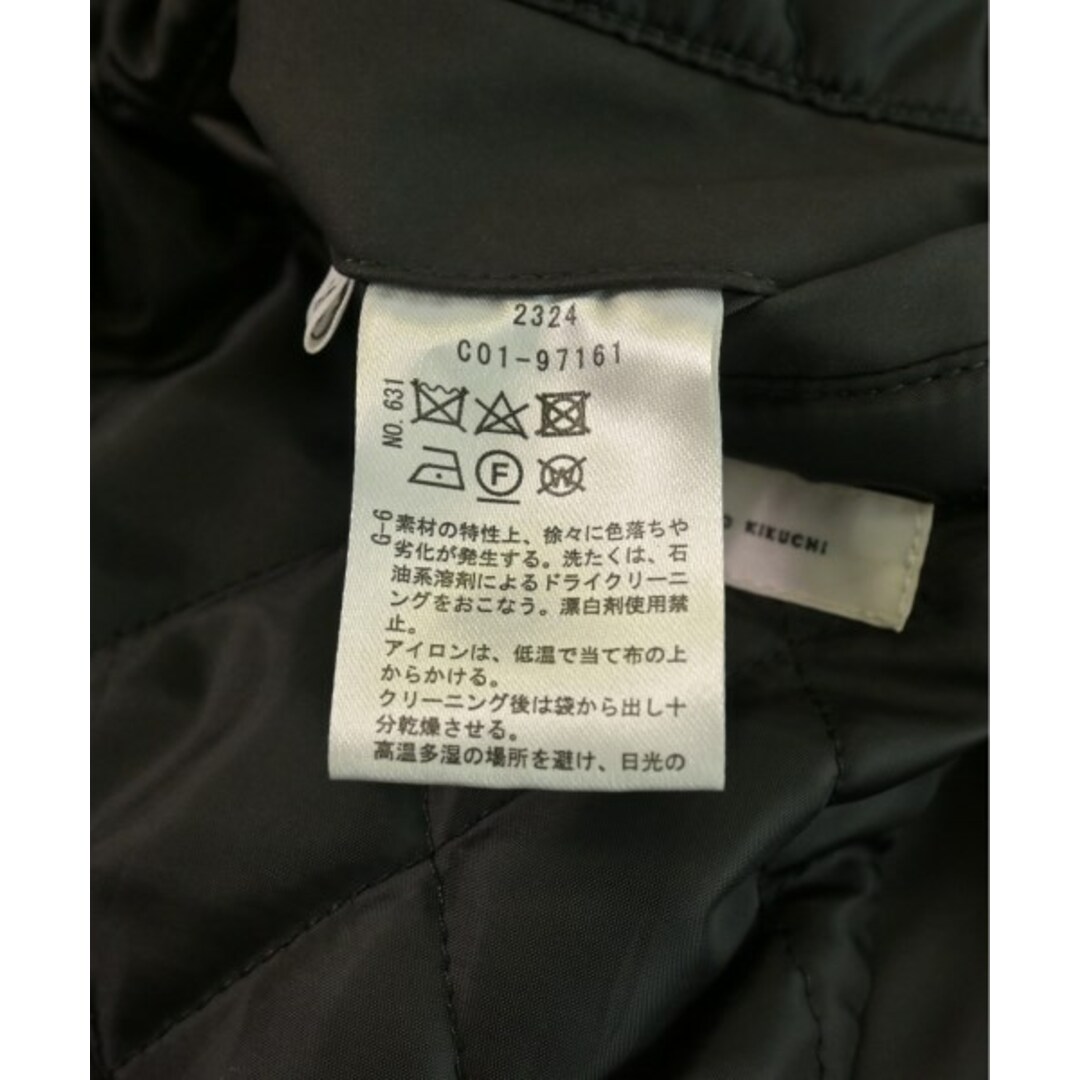 2324
C01-97161
NO. 631
F
W
G-6
素材の特性上、徐々に色落ちや
劣化が発生する。洗たくは、石
油系溶剤によるドライクリーニ
ングをおこなう。漂白剤使用禁
止。
アイロンは、低温で当て布の上
からかける。
クリーニング後は袋から出し十
分乾燥させる。
高温多湿の場所を避け、日光の
KIKUCHI